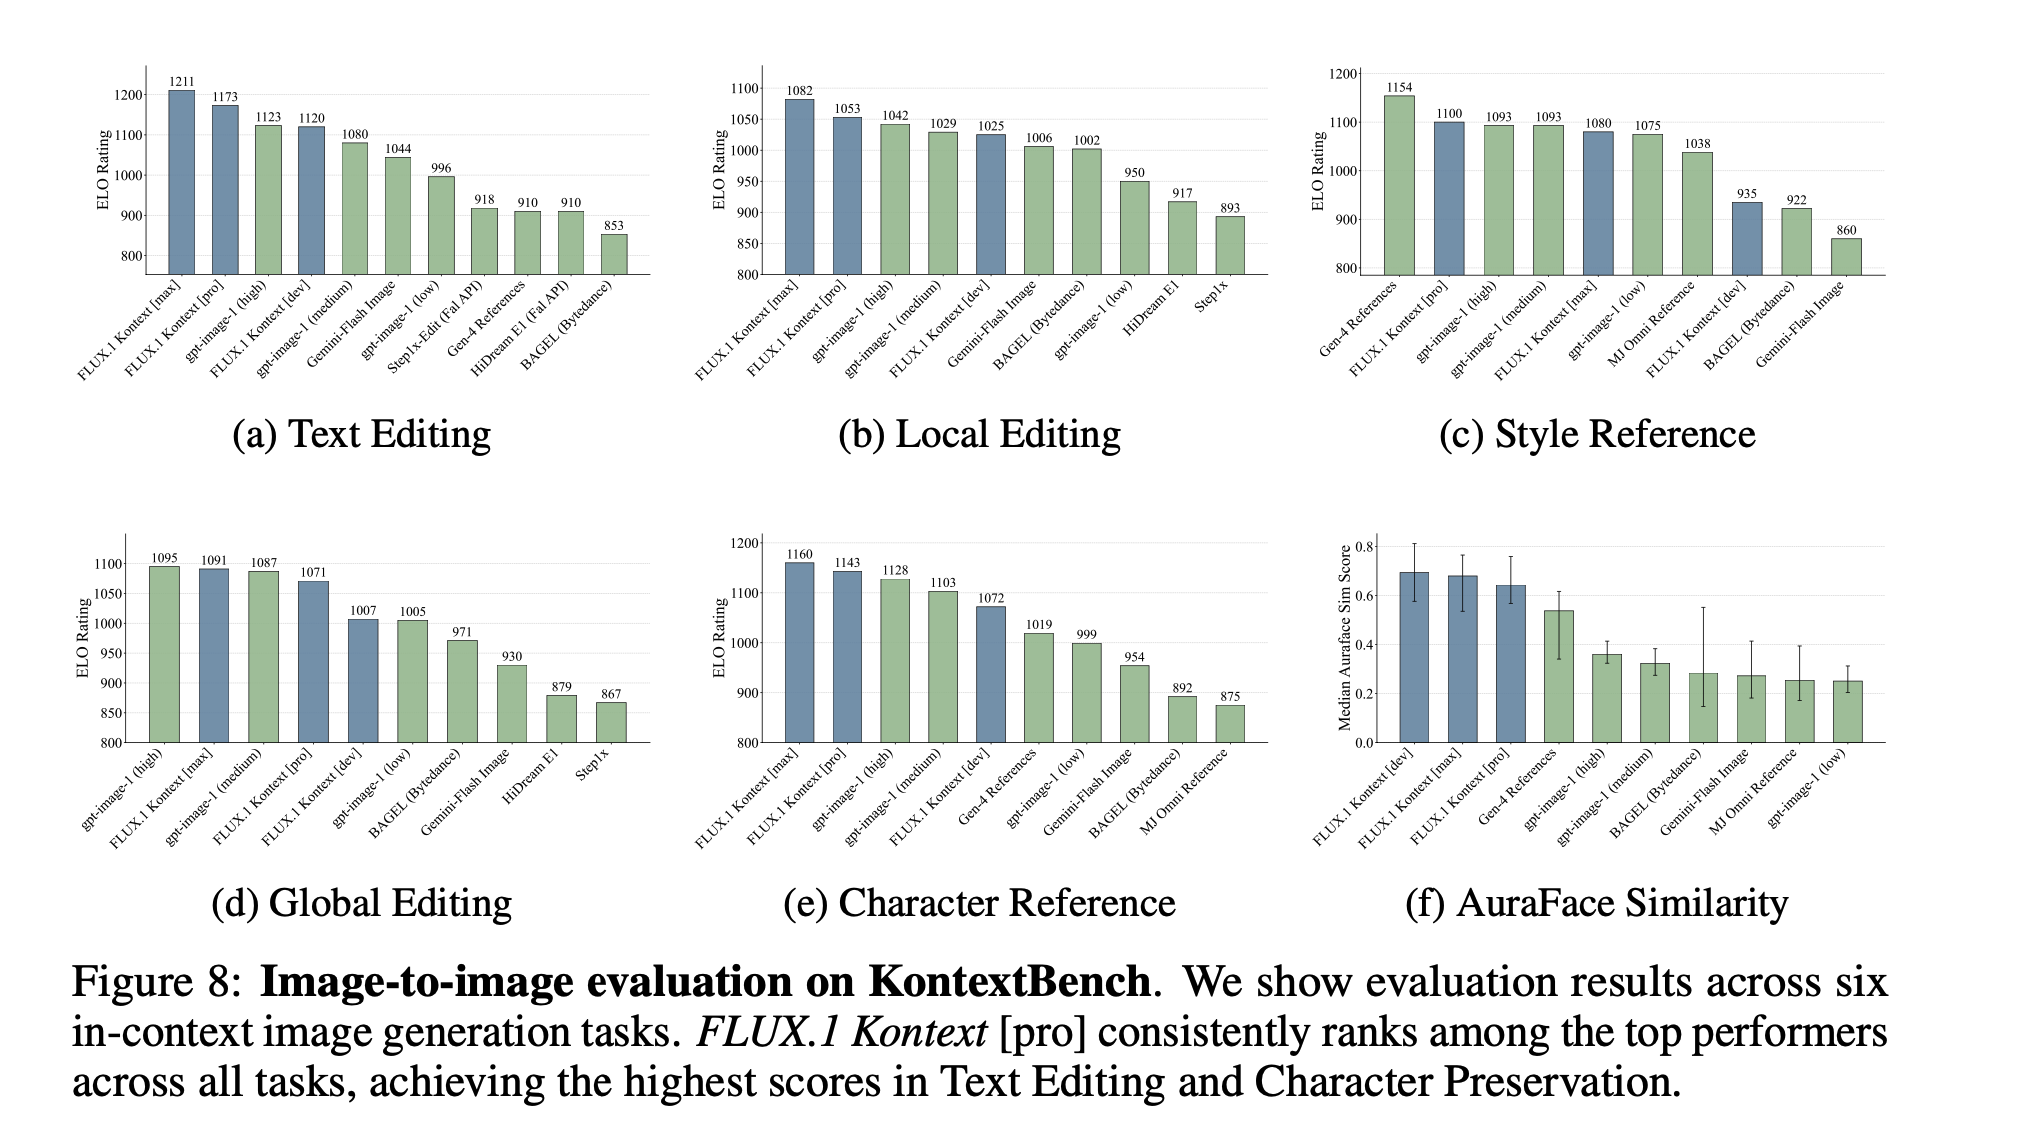 1211
1173
1123
1120
1080
1044
996
918
910
910
853
1200
1100
1000
900
800
ELO Rating
FLUX.1 Kontext [max]
FLUX.1 Kontext [pro]
gpt-image-1 (high)
FLUX.1 Kontext [dev]
gpt-image-1 (medium)
Gemini-Flash Image
gpt-image-1 (low)
Step1x-Edit (Fal API)
Gen-4 References
HiDream E1 (Fal API)
BAGEL (Bytedance)
(a) Text Editing
1082
1053
1042
1029
1025
1006
1002
950
917
893
1100
1050
1000
950
900
850
800
ELO Rating
FLUX.1 Kontext [max]
FLUX.1 Kontext [pro]
gpt-image-1 (high)
gpt-image-1 (medium)
FLUX.1 Kontext [dev]
Gemini-Flash Image
BAGEL (Bytedance)
gpt-image-1 (low)
HiDream E1
Step1x
(b) Local Editing
1154
1100
1093
1093
1080
1075
1038
935
922
860
1200
1100
1000
900
800
ELO Rating
Gen-4 References
FLUX.1 Kontext [pro]
gpt-image-1 (high)
gpt-image-1 (medium)
FLUX.1 Kontext [max]
gpt-image-1 (low)
MJ Omni Reference
FLUX.1 Kontext [dev]
BAGEL (Bytedance)
Gemini-Flash Image
(c) Style Reference
1095
1091
1087
1071
1007
1005
971
930
879
867
1100
1050
1000
950
900
850
800
ELO Rating
gpt-image-1 (high)
FLUX.1 Kontext [max]
gpt-image-1 (medium)
FLUX.1 Kontext [pro]
FLUX.1 Kontext [dev]
gpt-image-1 (low)
BAGEL (Bytedance)
Gemini-Flash Image
HiDream E1
Step1x
(d) Global Editing
1160
1143
1128
1103
1072
1019
999
954
892
875
1200
1100
1000
900
800
ELO Rating
FLUX.1 Kontext [max]
FLUX.1 Kontext [pro]
gpt-image-1 (high)
gpt-image-1 (medium)
FLUX.1 Kontext [dev]
Gen-4 References
gpt-image-1 (low)
Gemini-Flash Image
BAGEL (Bytedance)
MJ Omni Reference
(e) Character Reference
0.8
0.6
0.4
0.2
0.0
Median Auraface Sim Score
FLUX.1 Kontext [dev]
FLUX.1 Kontext [max]
FLUX.1 Kontext [pro]
Gen-4 References
gpt-image-1 (high)
gpt-image-1 (medium)
BAGEL (Bytedance)
Gemini-Flash Image
MJ Omni Reference
gpt-image-1 (low)
(f) AuraFace Similarity
Figure 8: Image-to-image evaluation on KontextBench. We show evaluation results across six
in-context image generation tasks. FLUX.1 Kontext [pro] consistently ranks among the top performers
across all tasks, achieving the highest scores in Text Editing and Character Preservation.